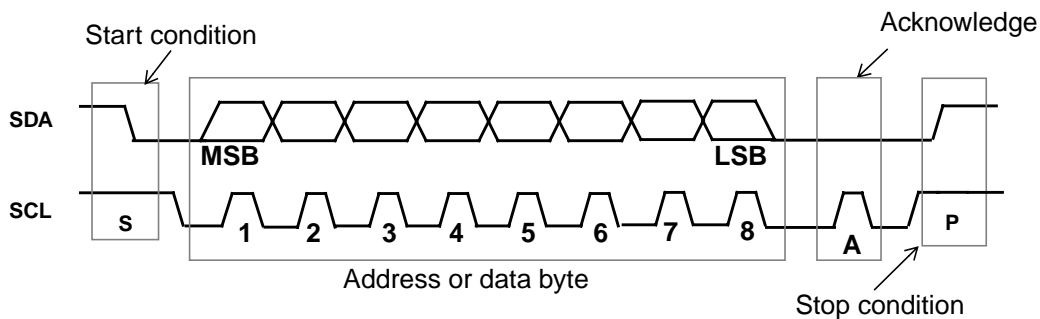 Start condition
Acknowledge
SDA
MSB
LSB
SCL
S
1 2 3 4 5 6 7 8
A
P
Address or data byte
Stop condition